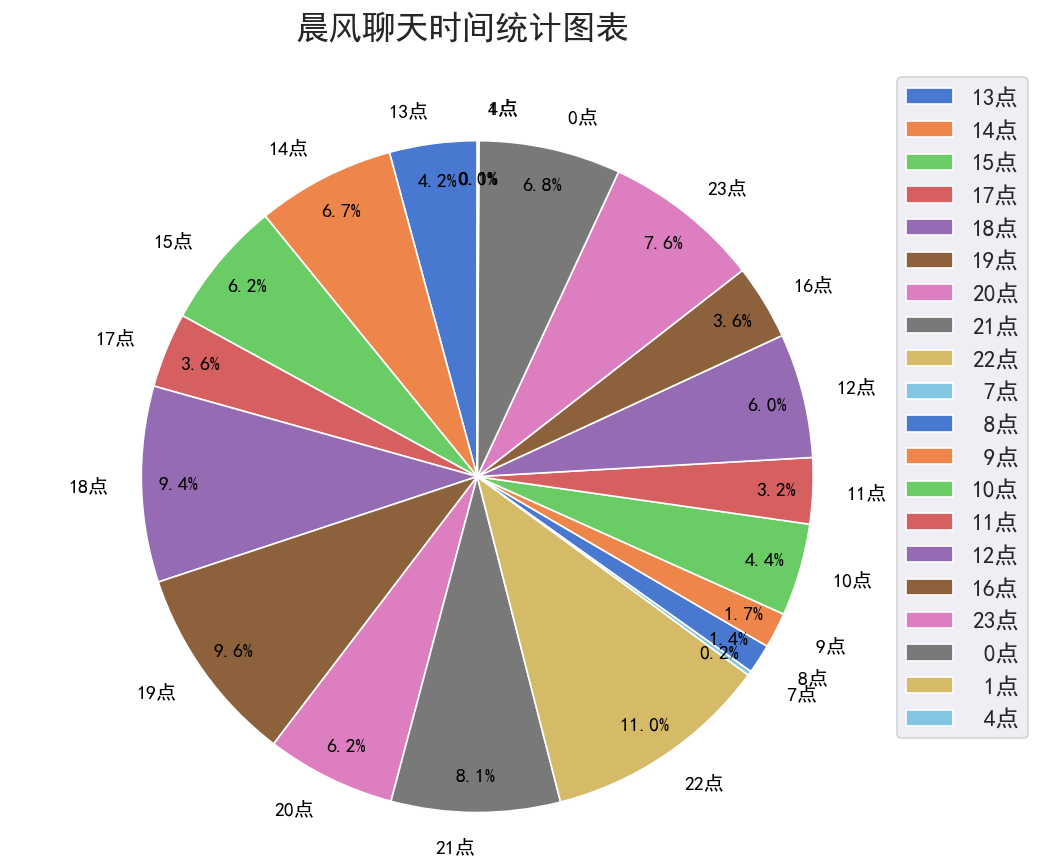 晨风聊天时间统计图表
13点
4.2%
14点
6.7%
15点
6.2%
17点
3.6%
18点
9.4%
19点
9.6%
20点
6.2%
21点
8.1%
22点
11.0%
7点
0.2%
8点
1.4%
9点
1.7%
10点
4.4%
11点
3.2%
12点
6.0%
16点
3.6%
23点
7.6%
0点
6.8%
13点
14点
15点
17点
18点
19点
20点
21点
22点
7点
8点
9点
10点
11点
12点
16点
23点
0点
1点
4点